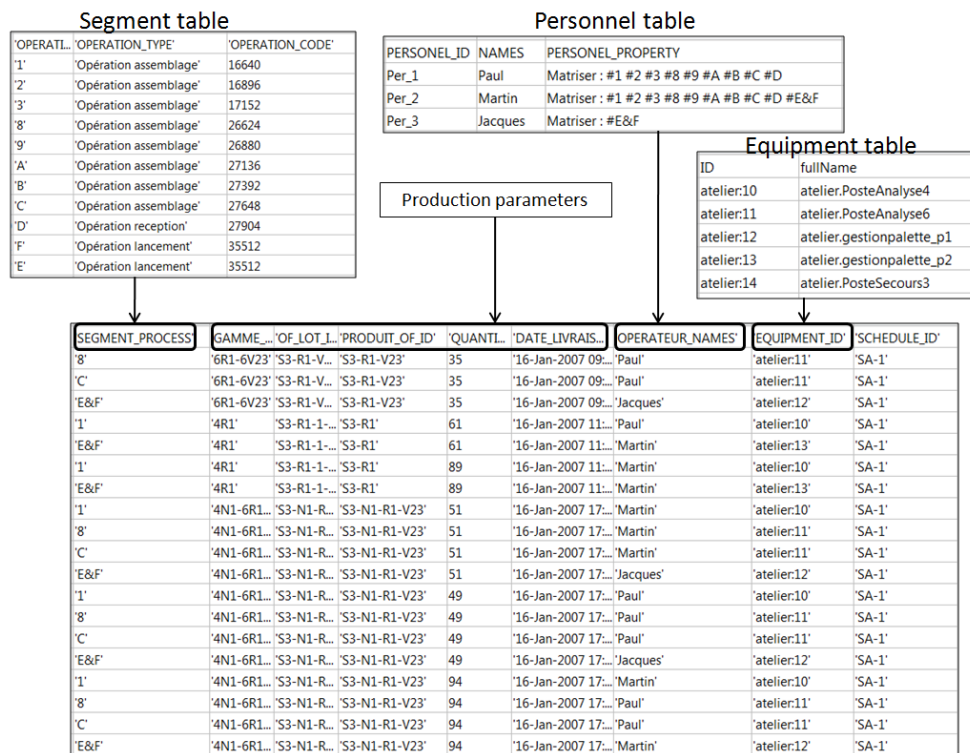 Segment table
'OPERATI... 'OPERATION_TYPE' 'OPERATION_CODE'
'1' 'Opération assemblage' 16640
'2' 'Opération assemblage' 16896
'3' 'Opération assemblage' 17152
'8' 'Opération assemblage' 26624
'9' 'Opération assemblage' 26880
'A' 'Opération assemblage' 27136
'B' 'Opération assemblage' 27392
'C' 'Opération assemblage' 27648
'D' 'Opération reception' 27904
'F' 'Opération lancement' 35512
'E' 'Opération lancement' 35512
Personnel table
PERSONEL_ID NAMES PERSONEL_PROPERTY
Per_1 Paul Matriser : #1 #2 #3 #8 #9 #A #B #C #D
Per_2 Martin Matriser : #1 #2 #3 #8 #9 #A #B #C #D #E&F
Per_3 Jacques Matriser : #E&F
Equipment table
ID fullName
atelier:10 atelier.PosteAnalyse4
atelier:11 atelier.PosteAnalyse6
atelier:12 atelier.gestionpalette_p1
atelier:13 atelier.gestionpalette_p2
atelier:14 atelier.PosteSecours3
Production parameters
'SEGMENT_PROCESS' 'GAMME_... 'OF_LOT_I... 'PRODUIT_OF_ID' 'QUANTI... 'DATE_LIVRAIS... 'OPERATEUR_NAMES' 'EQUIPMENT_ID' 'SCHEDULE_ID'
'8' '6R1-6V23' 'S3-R1-V... 'S3-R1-V23' 35 '16-Jan-2007 09:... 'Paul' 'atelier:11' 'SA-1'
'C' '6R1-6V23' 'S3-R1-V... 'S3-R1-V23' 35 '16-Jan-2007 09:... 'Paul' 'atelier:11' 'SA-1'
'E&F' '6R1-6V23' 'S3-R1-V... 'S3-R1-V23' 35 '16-Jan-2007 09:... 'Jacques' 'atelier:12' 'SA-1'
'1' '4R1' 'S3-R1-1-... 'S3-R1' 61 '16-Jan-2007 11:... 'Paul' 'atelier:10' 'SA-1'
'E&F' '4R1' 'S3-R1-1-... 'S3-R1' 61 '16-Jan-2007 11:... 'Martin' 'atelier:13' 'SA-1'
'1' '4R1' 'S3-R1-1-... 'S3-R1' 89 '16-Jan-2007 11:... 'Martin' 'atelier:10' 'SA-1'
'E&F' '4R1' 'S3-R1-1-... 'S3-R1' 89 '16-Jan-2007 11:... 'Martin' 'atelier:13' 'SA-1'
'1' '4N1-6R1... 'S3-N1-R... 'S3-N1-R1-V23' 51 '16-Jan-2007 17:... 'Martin' 'atelier:10' 'SA-1'
'8' '4N1-6R1... 'S3-N1-R... 'S3-N1-R1-V23' 51 '16-Jan-2007 17:... 'Martin' 'atelier:11' 'SA-1'
'C' '4N1-6R1... 'S3-N1-R... 'S3-N1-R1-V23' 51 '16-Jan-2007 17:... 'Martin' 'atelier:11' 'SA-1'
'E&F' '4N1-6R1... 'S3-N1-R... 'S3-N1-R1-V23' 51 '16-Jan-2007 17:... 'Jacques' 'atelier:12' 'SA-1'
'1' '4N1-6R1... 'S3-N1-R... 'S3-N1-R1-V23' 49 '16-Jan-2007 17:... 'Paul' 'atelier:10' 'SA-1'
'8' '4N1-6R1... 'S3-N1-R... 'S3-N1-R1-V23' 49 '16-Jan-2007 17:... 'Paul' 'atelier:11' 'SA-1'
'C' '4N1-6R1... 'S3-N1-R... 'S3-N1-R1-V23' 49 '16-Jan-2007 17:... 'Paul' 'atelier:11' 'SA-1'
'E&F' '4N1-6R1... 'S3-N1-R... 'S3-N1-R1-V23' 49 '16-Jan-2007 17:... 'Jacques' 'atelier:12' 'SA-1'
'1' '4N1-6R1... 'S3-N1-R... 'S3-N1-R1-V23' 94 '16-Jan-2007 17:... 'Martin' 'atelier:10' 'SA-1'
'8' '4N1-6R1... 'S3-N1-R... 'S3-N1-R1-V23' 94 '16-Jan-2007 17:... 'Paul' 'atelier:11' 'SA-1'
'C' '4N1-6R1... 'S3-N1-R... 'S3-N1-R1-V23' 94 '16-Jan-2007 17:... 'Paul' 'atelier:11' 'SA-1'
'E&F' '4N1-6R1... 'S3-N1-R... 'S3-N1-R1-V23' 94 '16-Jan-2007 17:... 'Martin' 'atelier:12' 'SA-1'